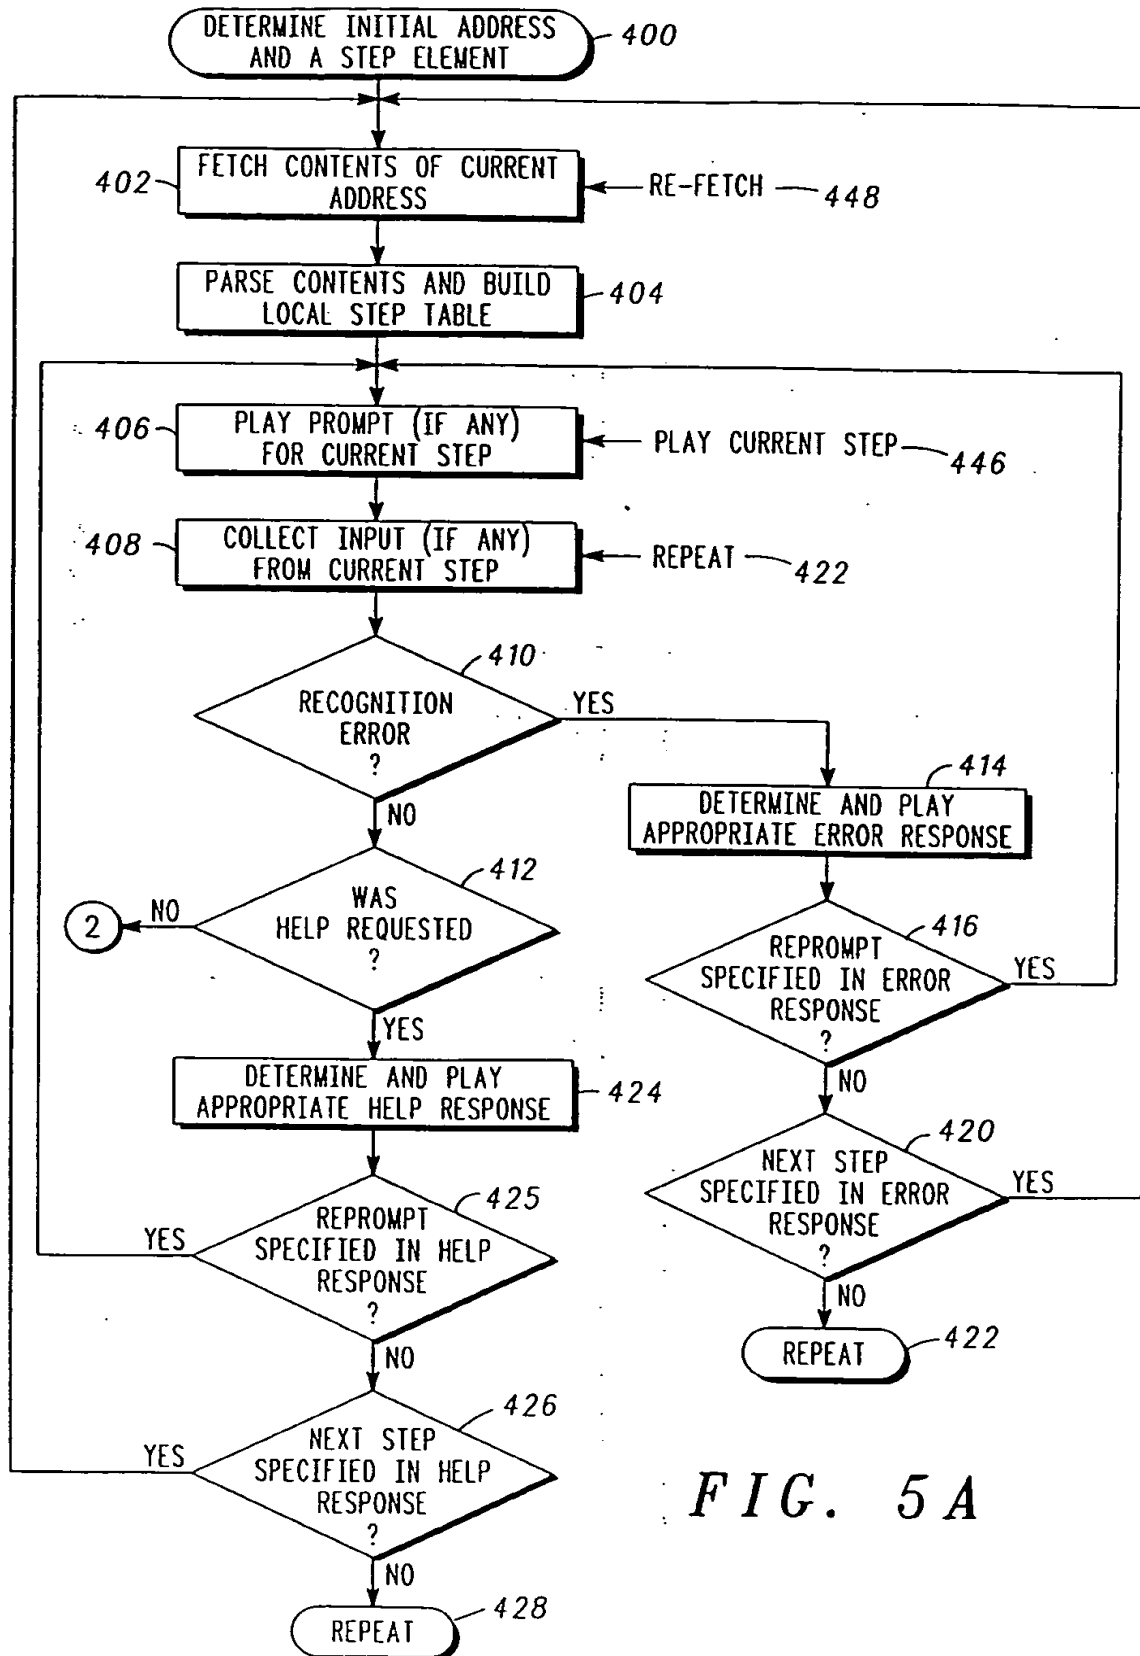 DETERMINE INITIAL ADDRESS
AND A STEP ELEMENT
400
402
FETCH CONTENTS OF CURRENT
ADDRESS
RE-FETCH
448
PARSE CONTENTS AND BUILD
LOCAL STEP TABLE
404
406
PLAY PROMPT (IF ANY)
FOR CURRENT STEP
PLAY CURRENT STEP
446
408
COLLECT INPUT (IF ANY)
FROM CURRENT STEP
REPEAT
422
410
RECOGNITION
ERROR
?
YES
NO
414
DETERMINE AND PLAY
APPROPRIATE ERROR RESPONSE
412
WAS
HELP REQUESTED
?
NO
2
YES
416
REPROMPT
SPECIFIED IN ERROR
RESPONSE
?
YES
NO
DETERMINE AND PLAY
APPROPRIATE HELP RESPONSE
424
420
NEXT STEP
SPECIFIED IN ERROR
RESPONSE
?
YES
NO
REPEAT
422
425
REPROMPT
SPECIFIED IN HELP
RESPONSE
?
YES
NO
426
NEXT STEP
SPECIFIED IN HELP
RESPONSE
?
YES
NO
REPEAT
428
FIG. 5A